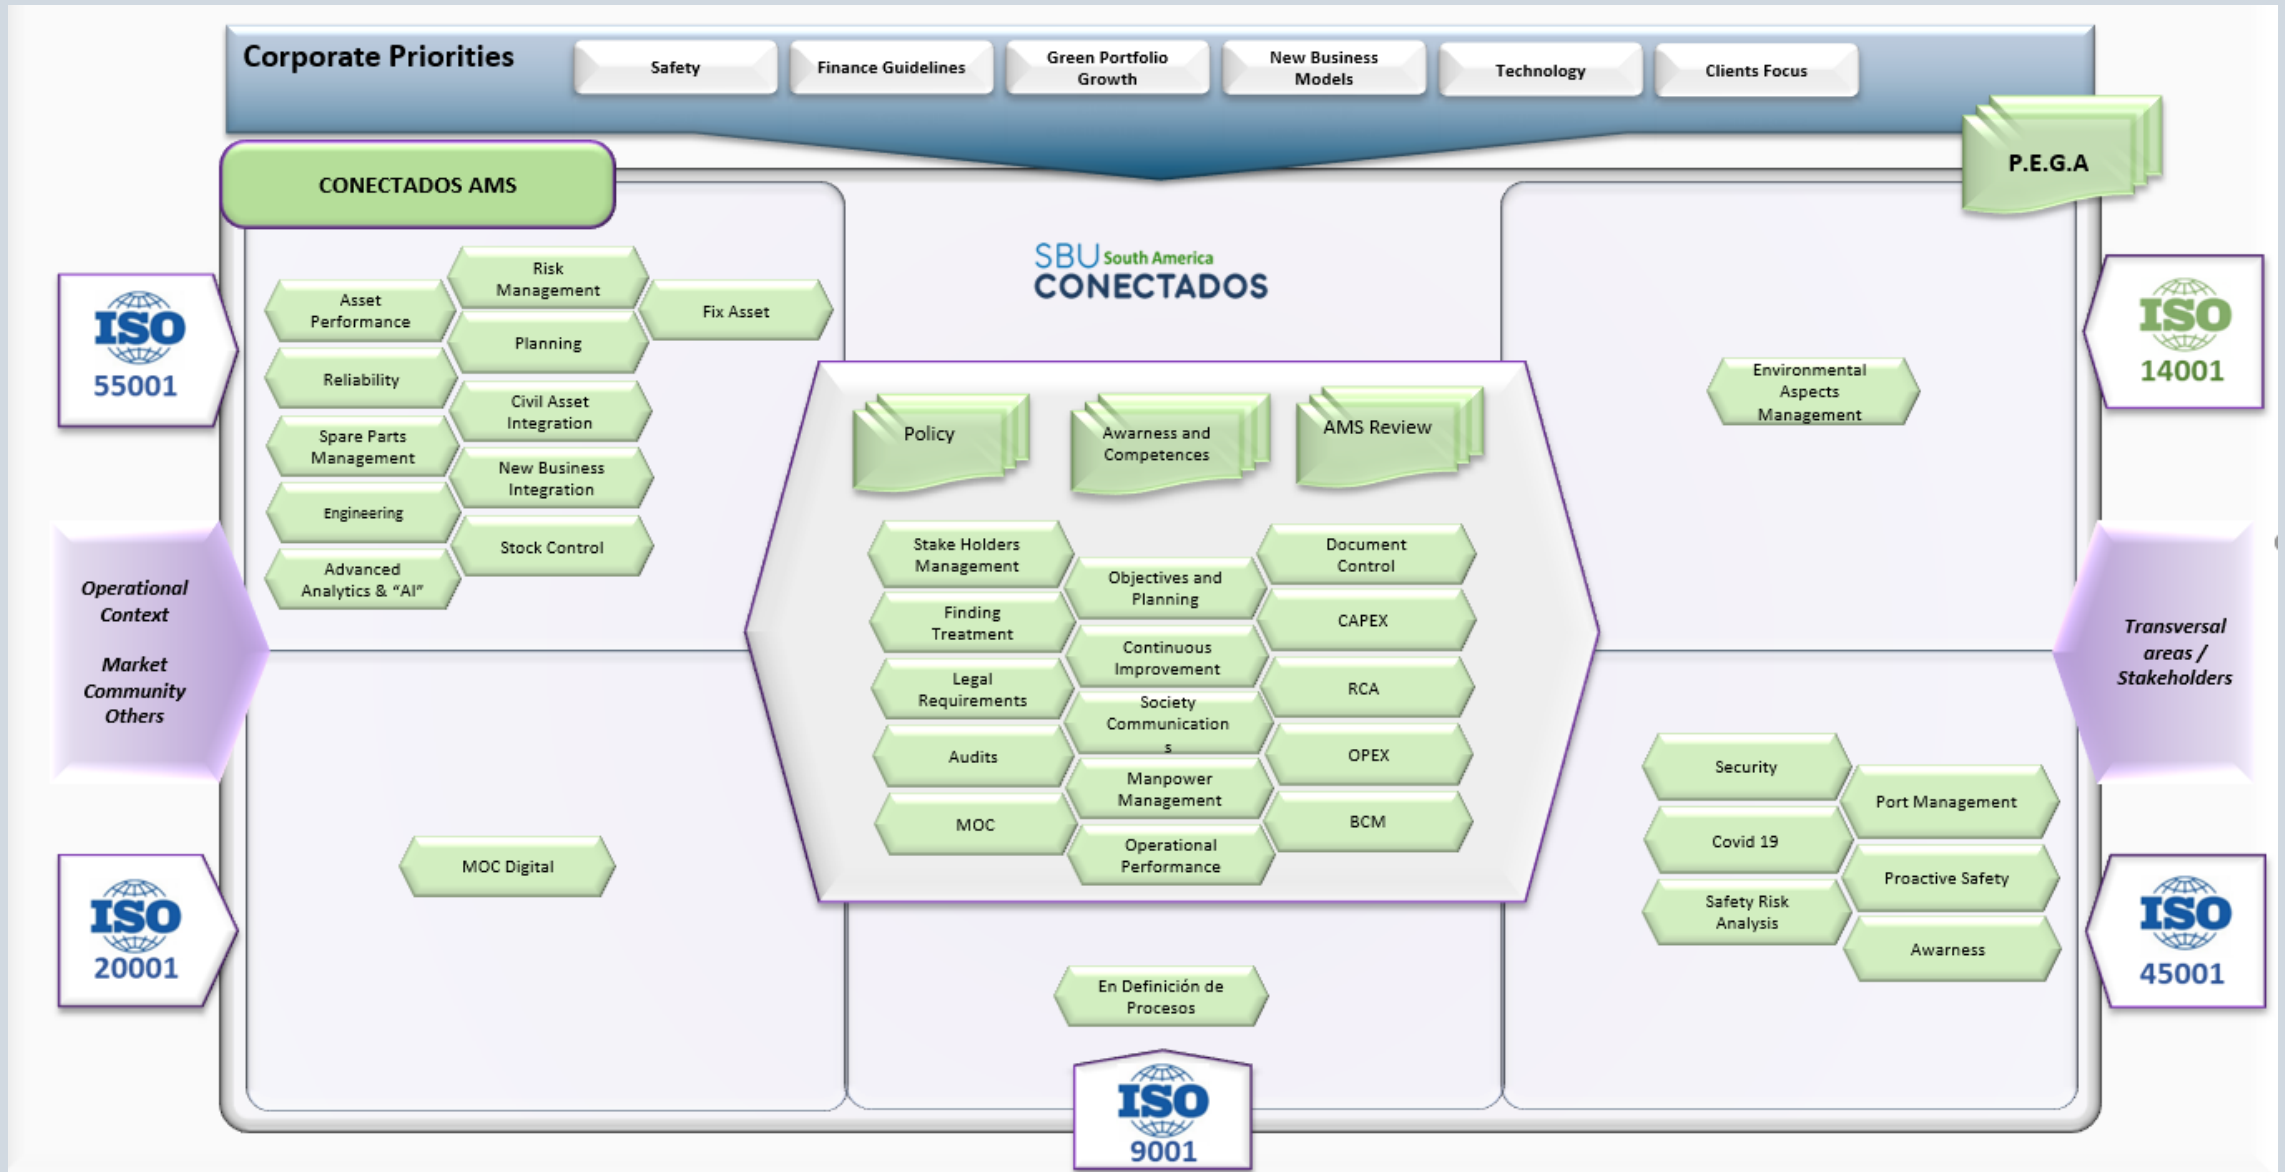 Corporate Priorities
Safety
Finance Guidelines
Green Portfolio
Growth
New Business
Models
Technology
Clients Focus
P.E.G.A
CONECTADOS AMS
SBU South America
CONECTADOS
ISO
55001
Asset
Performance
Reliability
Spare Parts
Management
Engineering
Advanced
Analytics & “AI”
Risk
Management
Planning
Civil Asset
Integration
New Business
Integration
Stock Control
Fix Asset
ISO
14001
Environmental
Aspects
Management
Policy
Awarness and
Competences
AMS Review
Stake Holders
Management
Finding
Treatment
Legal
Requirements
Audits
MOC
Objectives and
Planning
Continuous
Improvement
Society
Communication
s
Manpower
Management
Operational
Performance
Document
Control
CAPEX
RCA
OPEX
BCM
Operational
Context
Market
Community
Others
Transversal
areas /
Stakeholders
MOC Digital
ISO
20001
Security
Covid 19
Safety Risk
Analysis
Port Management
Proactive Safety
Awarness
ISO
45001
En Definición de
Procesos
ISO
9001